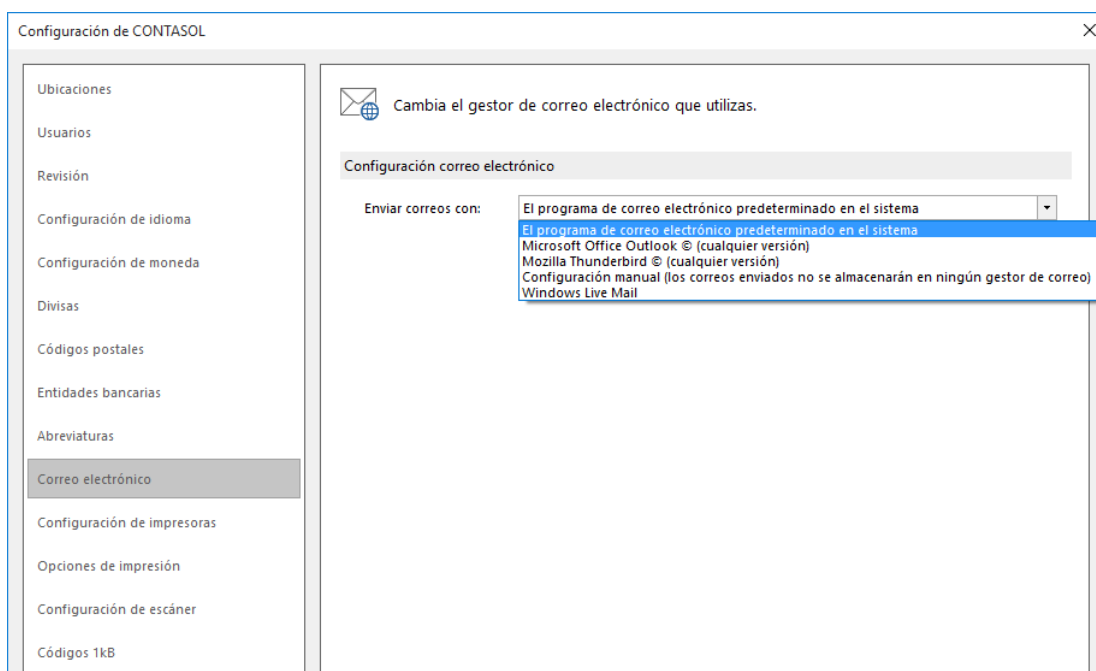 Configuración de CONTASOL
Ubicaciones
Usuarios
Revisión
Configuración de idioma
Configuración de moneda
Divisas
Códigos postales
Entidades bancarias
Abreviaturas
Correo electrónico
Configuración de impresoras
Opciones de impresión
Configuración de escáner
Códigos 1kB
Cambia el gestor de correo electrónico que utilizas.
Configuración correo electrónico
Enviar correos con: El programa de correo electrónico predeterminado en el sistema
El programa de correo electrónico predeterminado en el sistema
Microsoft Office Outlook © (cualquier versión)
Mozilla Thunderbird © (cualquier versión)
Configuración manual (los correos enviados no se almacenarán en ningún gestor de correo)
Windows Live Mail